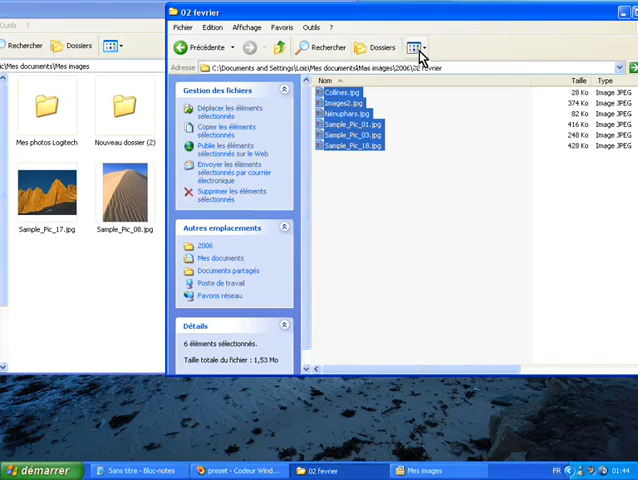 02 fevrier
Outils ?
Fichier Edition Affichage Favoris Outils ?
Rechercher Dossiers
Précédente Rechercher Dossiers
Mes documents\Mes images
Adresse C:\Documents and Settings\Loic\Mes documents\Mes images\2006\02 fevrier
Mes photos Logitech
Nouveau dossier (2)
Sample_Pic_17.jpg
Sample_Pic_08.jpg
Gestion des fichiers
Déplacer les éléments
sélectionnés
Copier les éléments
sélectionnés
Publie les éléments
sélectionnés sur le Web
Envoyer les éléments
sélectionnés par courrier
électronique
Supprimer les éléments
sélectionnés
Autres emplacements
2006
Mes documents
Documents partagés
Poste de travail
Favoris réseau
Détails
6 éléments sélectionnés.
Taille totale du fichier : 1,53 Mo
Nom Taille Type
Collines.jpg 28 Ko Image JPEG
Images2.jpg 374 Ko Image JPEG
Nénuphars.jpg 82 Ko Image JPEG
Sample_Pic_01.jpg 416 Ko Image JPEG
Sample_Pic_03.jpg 248 Ko Image JPEG
Sample_Pic_18.jpg 428 Ko Image JPEG
démarrer Sans titre - Bloc-notes preset - Codeur Wind... 02 fevrier Mes images FR 01:44